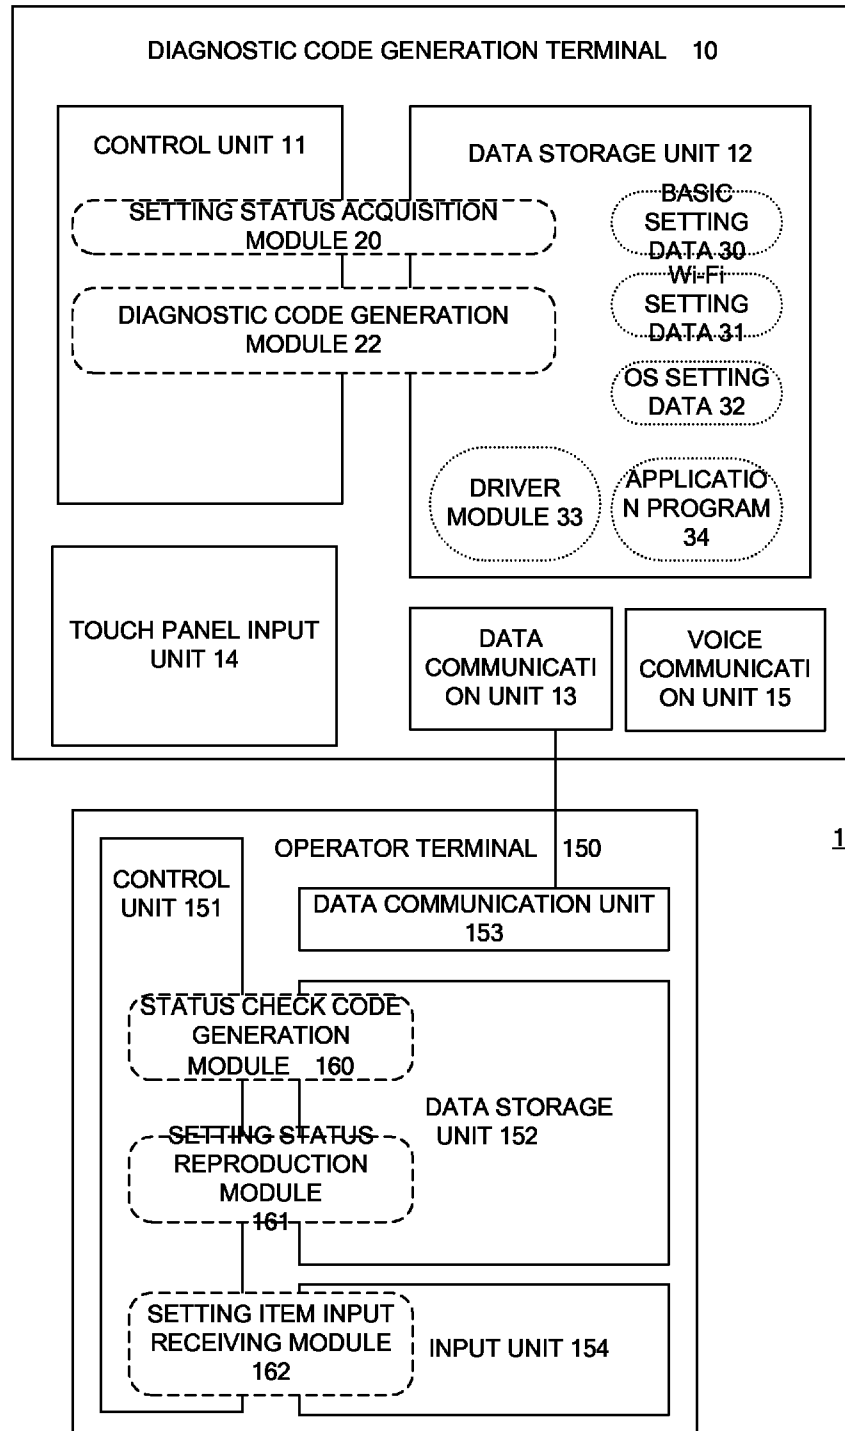 DIAGNOSTIC CODE GENERATION TERMINAL 10
CONTROL UNIT 11
DATA STORAGE UNIT 12
SETTING STATUS ACQUISITION
MODULE 20
BASIC
SETTING
DATA 30
Wi-Fi
SETTING
DATA 31
DIAGNOSTIC CODE GENERATION
MODULE 22
OS SETTING
DATA 32
DRIVER
MODULE 33
APPLICATIO
N PROGRAM
34
TOUCH PANEL INPUT
UNIT 14
DATA
COMMUNICATI
ON UNIT 13
VOICE
COMMUNICATI
ON UNIT 15
1
OPERATOR TERMINAL 150
CONTROL
UNIT 151
DATA COMMUNICATION UNIT
153
STATUS CHECK CODE
GENERATION
MODULE 160
DATA STORAGE
UNIT 152
SETTING STATUS
REPRODUCTION
MODULE
161
SETTING ITEM INPUT
RECEIVING MODULE
162
INPUT UNIT 154